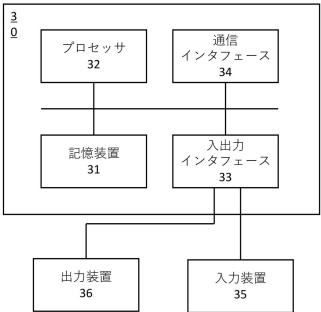 30
プロセッサ
32
通信
インタフェース
34
記憶装置
31
入出力
インタフェース
33
出力装置
36
入力装置
35